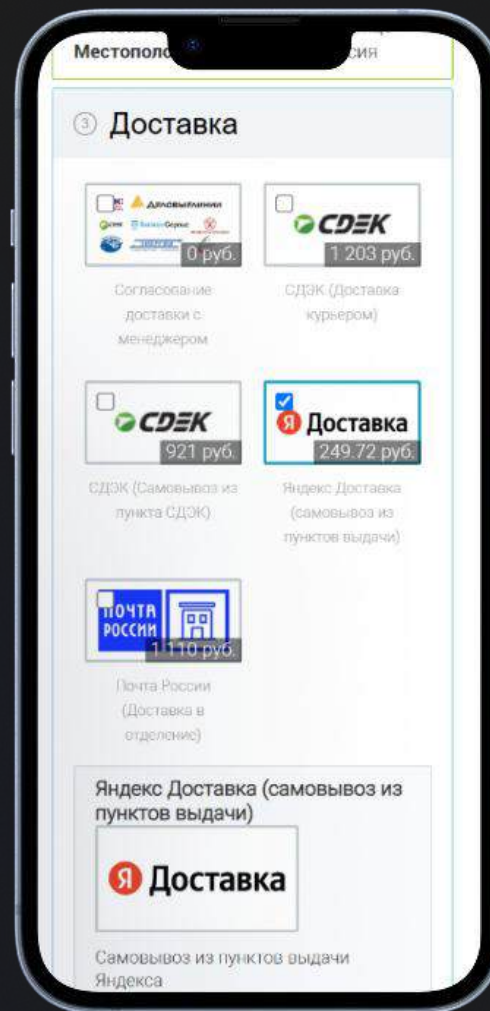 Местополо сия
3 Доставка
Деловые линии
0 руб.
Согласование
доставки с
менеджером
CDEK
1 203 руб.
СДЭК (Доставка
курьером)
CDEK
921 руб.
СДЭК (Самовывоз из
пункта СДЭК)
Я Доставка
249.72 руб.
Яндекс Доставка
(самовывоз из
пунктов выдачи)
ПОЧТА
РОССИИ
1 110 руб.
Почта России
(Доставка в
отделение)
Яндекс Доставка (самовывоз из
пунктов выдачи)
Я Доставка
Самовывоз из пунктов выдачи
Яндекса